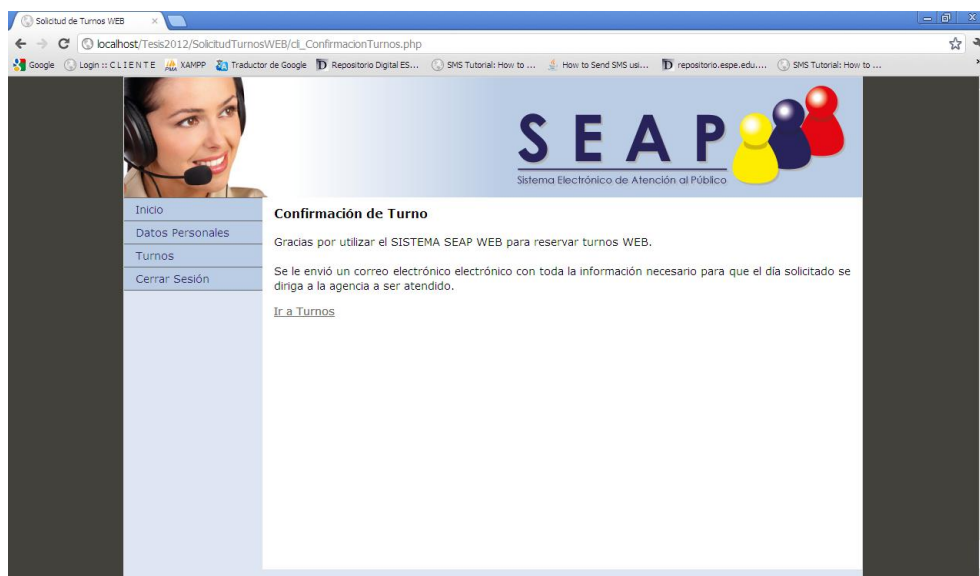 Solicitud de Turnos WEB
localhost/Tesis2012/SolicitudTurnosWEB/cli_ConfirmacionTurnos.php
Google Login :: C L I E N T E XAMPP Traductor de Google Repositorio Digital ES... SMS Tutorial: How to ... How to Send SMS usi... repositorio.espe.edu.... SMS Tutorial: How to ...
SEAP
Sistema Electrónico de Atención al Público
Inicio
Datos Personales
Turnos
Cerrar Sesión
Confirmación de Turno
Gracias por utilizar el SISTEMA SEAP WEB para reservar turnos WEB.
Se le envió un correo electrónico electrónico con toda la información necesario para que el día solicitado se
diriga a la agencia a ser atendido.
Ir a Turnos